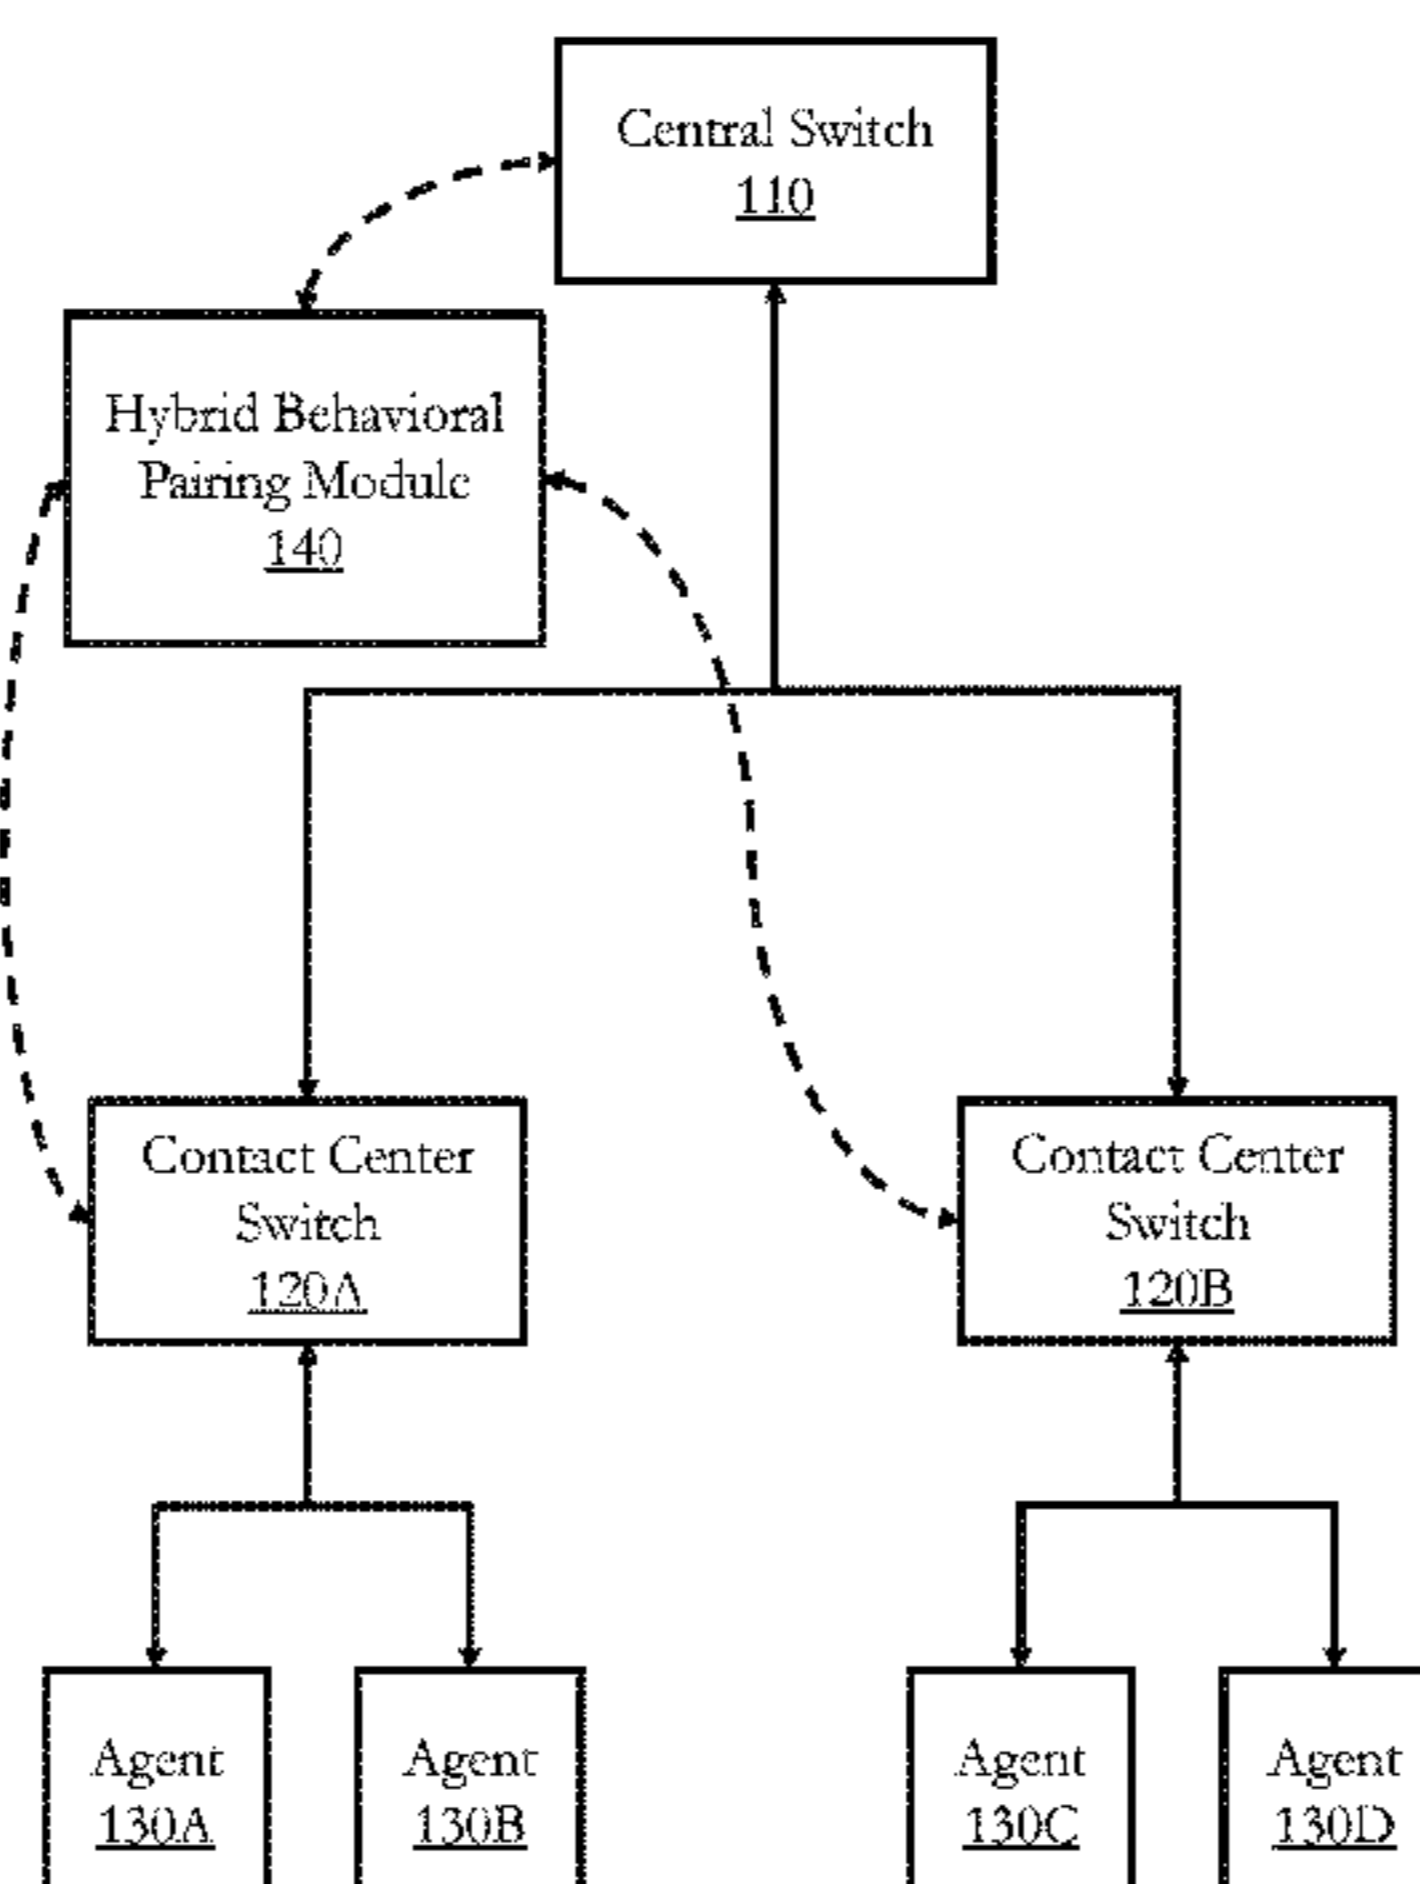 Central Switch
110
Hybrid Behavioral
Pairing Module
140
Contact Center
Switch
120A
Contact Center
Switch
120B
Agent
130A
Agent
130B
Agent
130C
Agent
130D